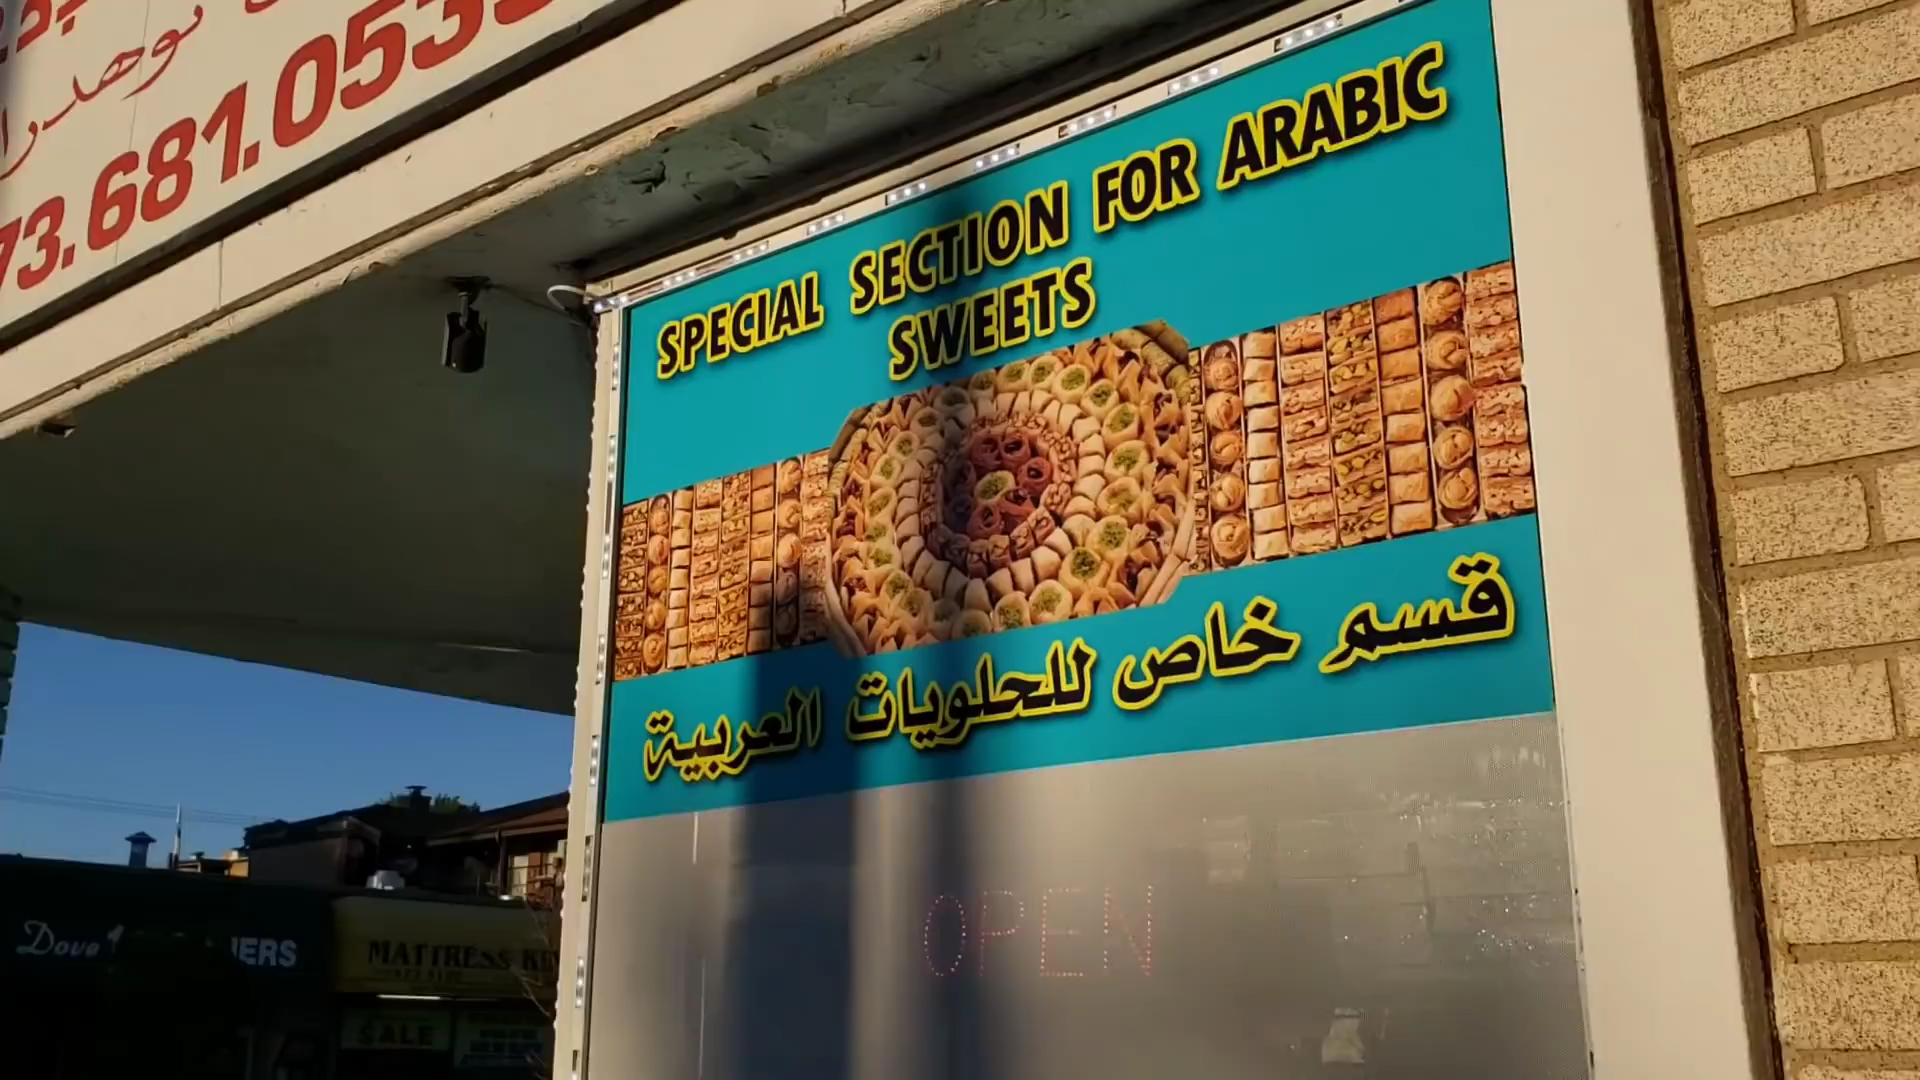 73.681.053
SPECIAL SECTION FOR ARABIC
SWEETS
قسم خاص للحلويات العربية
OPEN
MATTRESS
SALE